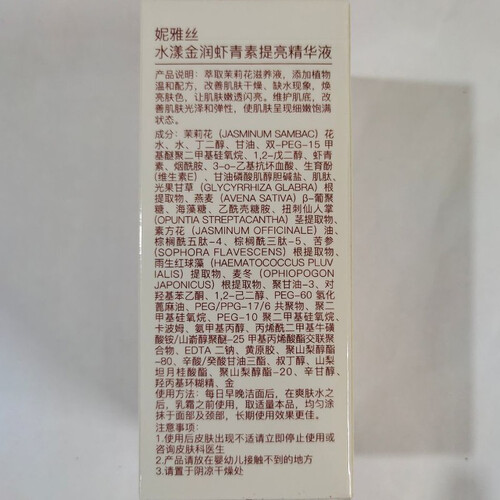 妮雅丝
水漾金润虾青素提亮精华液
产品说明：萃取茉莉花滋养液，添加植物
温和配方，改善肌肤干燥、缺水现象，焕
亮肤色，让肌肤嫩透闪亮。维护肌底，改
善肌肤光泽和弹性，使肌肤呈现细嫩饱满
状态。
成分：茉莉花（JASMINUM SAMBAC）花
水、水、丁二醇、甘油、双-PEG-15 甲
基醚聚二甲基硅氧烷、1,2-戊二醇、虾青
素、烟酰胺、3-o-乙基抗坏血酸、生育酚
(维生素E) 、甘油磷酸肌醇胆碱盐、肌肽、
光果甘草 (GLYCYRRHIZA GLABRA) 根
提取物、燕麦 (AVENA SATIVA) β-葡聚
糖、海藻糖、乙酰壳糖胺、扭刺仙人掌
(OPUNTIA STREPTACANTHA) 茎提取物、
素方花 (JASMINUM OFFICINALE) 油、
棕榈酰五肽-4、棕榈酰三肽-5、苦参
(SOPHORA FLAVESCENS) 根提取物、
雨生红球藻 (HAEMATOCOCCUS PLUV
IALIS) 提取物、麦冬 (OPHIOPOGON
JAPONICUS) 根提取物、聚甘油-3、对
羟基苯乙酮、1,2-己二醇、PEG-60 氢化
蓖麻油、PEG/PPG-17/6 共聚物、聚二
甲基硅氧烷、PEG-10 聚二甲基硅氧烷、
卡波姆、氨甲基丙醇、丙烯酰二甲基牛磺
酸铵/山嵛醇聚醚-25 甲基丙烯酸酯交联聚
合物、EDTA 二钠、黄原胶、聚山梨醇酯
-80、辛酸/癸酸甘油三酯、叔丁醇、山梨
坦月桂酸酯、聚山梨醇酯-20、辛甘醇、
羟丙基环糊精、金
使用方法：每日早晚洁面后，在爽肤水之
后，乳霜之前使用，取适量本品，均匀涂
抹于面部及颈部，长期使用效果更佳。
注意事项：
1.使用后皮肤出现不适请立即停止使用或
咨询皮肤科医生
2.产品请放在婴幼儿接触不到的地方
3.请置于阴凉干燥处